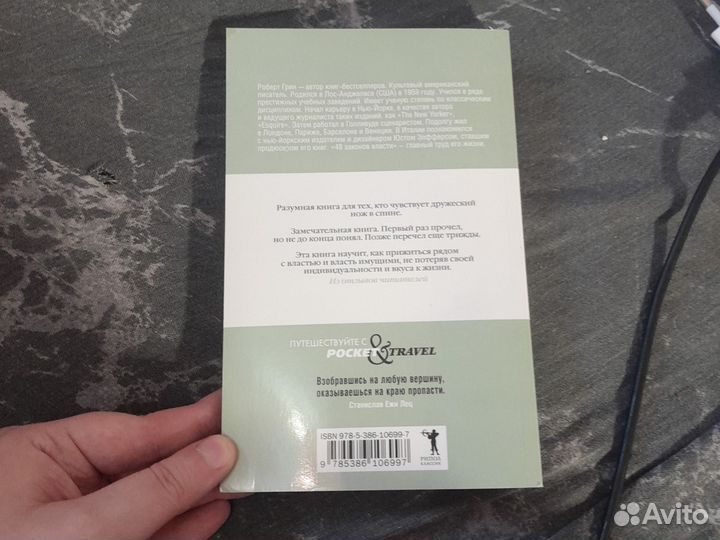 Роберт Грин — автор книг-бестселлеров. Культовый американский
писатель. Родился в Лос-Анджелесе (США) в 1959 году. Учился в ряде
престижных учебных заведений. Имеет ученую степень по классическим
дисциплинам. Начал карьеру в Нью-Йорке, в качестве автора
и ведущего журналиста таких изданий, как «The New Yorker»,
«Esquire». Затем работал в Голливуде сценаристом. Подолгу жил
в Лондоне, Париже, Барселоне и Венеции. В Италии познакомился
с нью-йоркским издателем и дизайнером Юстом Элфферсом, ставшим
продюсером его книг. «48 законов власти» — главный труд его жизни.
Разумная книга для тех, кто чувствует дружеский
нож в спине.
Замечательная книга. Первый раз прочел,
но не до конца понял. Позже перечел еще трижды.
Эта книга научит, как прижиться рядом
с властью и власть имущими, не потеряв своей
индивидуальности и вкуса к жизни.
Из отзывов читателей
ПУТЕШЕСТВУЙТЕ С
POCKET & TRAVEL
Взобравшись на любую вершину,
оказываешься на краю пропасти.
Станислав Ежи Лец
ISBN 978-5-386-10699-7
9 785386 106997
РИПОЛ
КЛАССИК
Avito